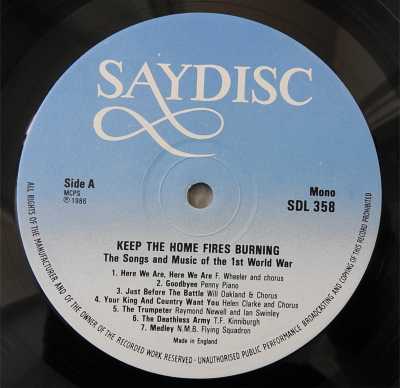 SAYDISC
Side A
MCPS
℗ 1986
Mono
SDL 358
KEEP THE HOME FIRES BURNING
The Songs and Music of the 1st World War
1. Here We Are, Here We Are F. Wheeler and chorus
2. Goodbyee Penny Piano
3. Just Before The Battle Will Oakland & Chorus
4. Your King And Country Want You Helen Clarke and Chorus
5. The Trumpeter Raymond Newell and Ian Swinley
6. The Deathless Army T.F. Kinniburgh
7. Medley N.M.B. Flying Squadron
Made in England
ALL RIGHTS OF THE MANUFACTURER AND OF THE OWNER OF THE RECORDED WORK RESERVED - UNAUTHORISED PUBLIC PERFORMANCE BROADCASTING AND COPYING OF THIS RECORD PROHIBITED